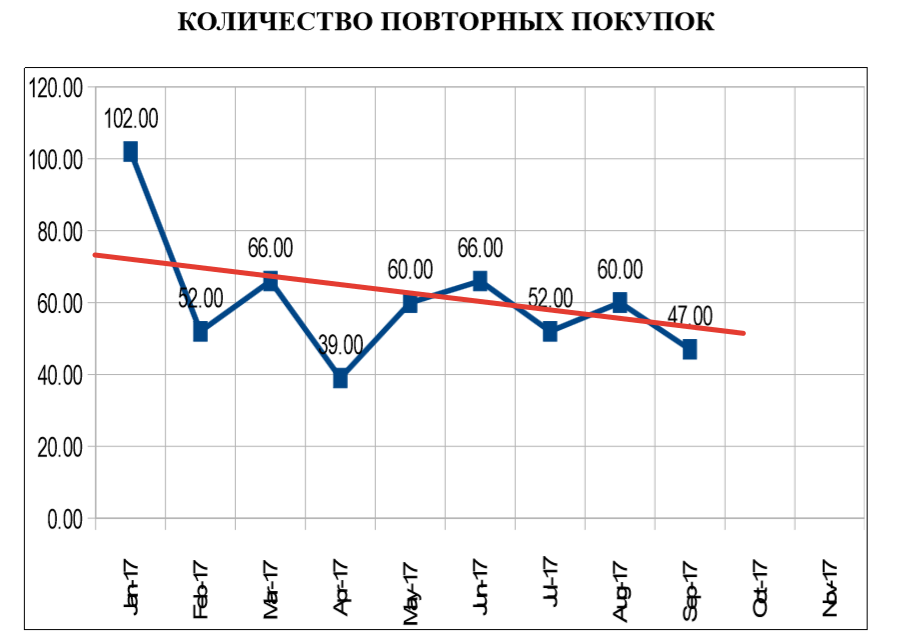 КОЛИЧЕСТВО ПОВТОРНЫХ ПОКУПОК
120.00
102.00
100.00
80.00
66.00
66.00
60.00
60.00
60.00
52.00
52.00
47.00
39.00
40.00
20.00
0.00
Jan-17
Feb-17
Mar-17
Apr-17
May-17
Jun-17
Jul-17
Aug-17
Sep-17
Oct-17
Nov-17